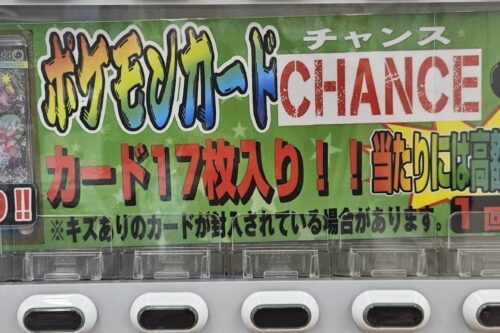 チャンス
ポケモンカード CHANCE
カード17枚入り！！ 当たりには高額
!!
※キズありのカードが封入されている場合があります。 1回